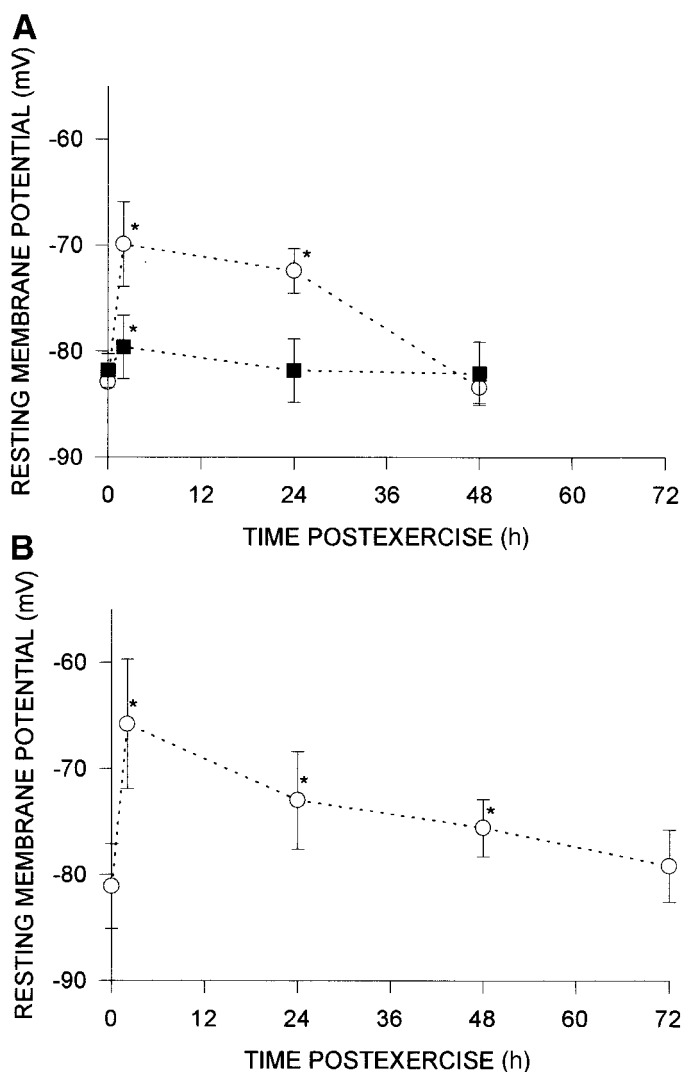 A
RESTING MEMBRANE POTENTIAL (mV)
-60
-70
-80
-90
*
*
*
0 12 24 36 48 60 72
TIME POSTEXERCISE (h)
B
RESTING MEMBRANE POTENTIAL (mV)
-60
-70
-80
-90
*
*
*
0 12 24 36 48 60 72
TIME POSTEXERCISE (h)